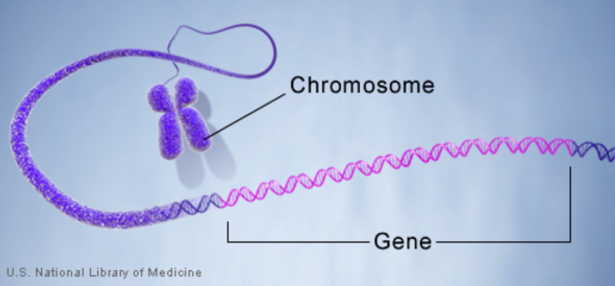 Chromosome
Gene
U.S. National Library of Medicine